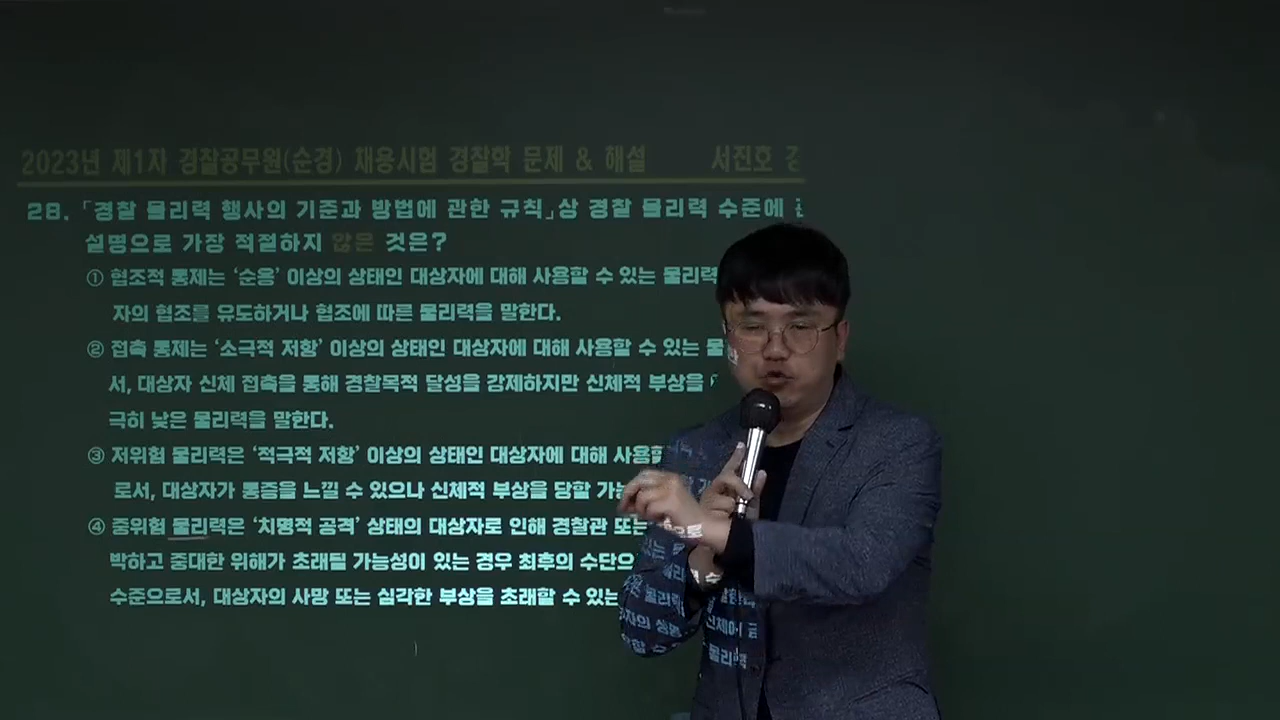 2023년 제1차 경찰공무원(순경) 채용시험 경찰학 문제 & 해설 서진호
28. 「경찰 물리력 행사의 기준과 방법에 관한 규칙」상 경찰 물리력 수준에
설명으로 가장 적절하지 않은 것은?
① 협조적 통제는 ‘순응’ 이상의 상태인 대상자에 대해 사용할 수 있는 물리력
자의 협조를 유도하거나 협조에 따른 물리력을 말한다.
② 접촉 통제는 ‘소극적 저항’ 이상의 상태인 대상자에 대해 사용할 수 있는
서, 대상자 신체 접촉을 통해 경찰목적 달성을 강제하지만 신체적 부상을
극히 낮은 물리력을 말한다.
③ 저위험 물리력은 ‘적극적 저항’ 이상의 상태인 대상자에 대해
로서, 대상자가 통증을 느낄 수 있으나 신체적 부상을 당할
④ 중위험 물리력은 ‘치명적 공격’ 상태의 대상자로 인해 경찰관 또는
박하고 중대한 위해가 초래될 가능성이 있는 경우 최후의
수준으로서, 대상자의 사망 또는 심각한 부상을 초래할 수 있는